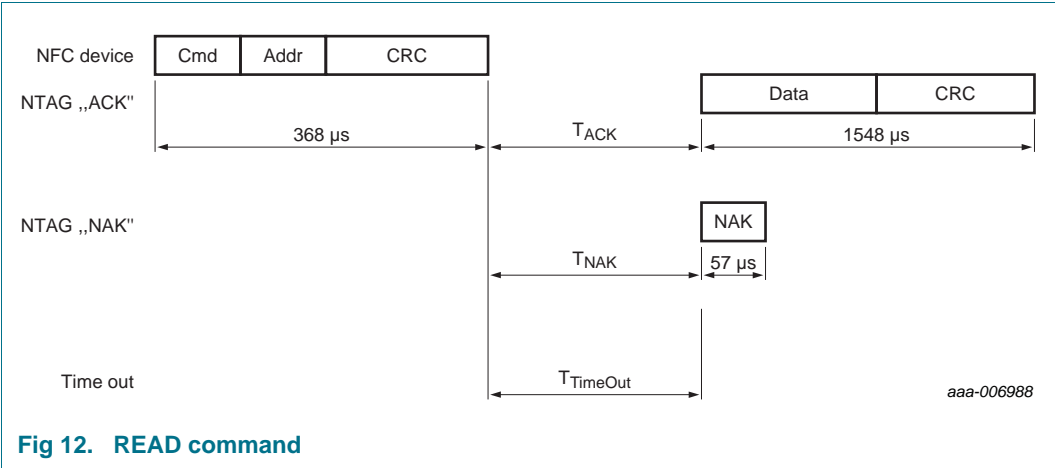 NFC device Cmd Addr CRC
NTAG ,,ACK" Data CRC
368 µs TACK 1548 µs
NTAG ,,NAK" NAK
TNAK 57 µs
Time out TTimeOut aaa-006988
Fig 12. READ command